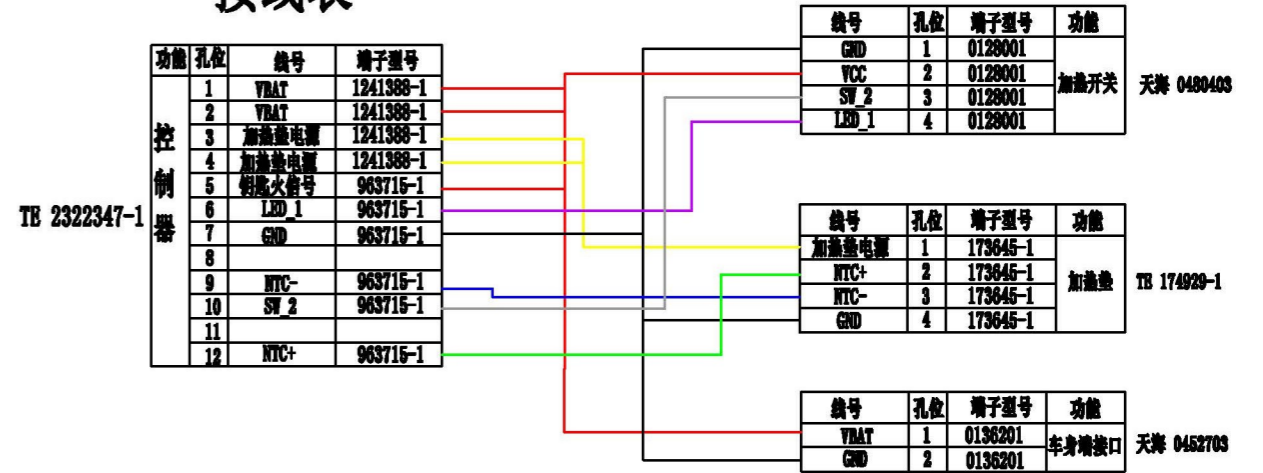 接线表
功能 孔位 线号 端子型号
控制器
1 VBAT 1241388-1
2 VBAT 1241388-1
3 加热垫电源 1241388-1
4 加热垫电源 1241388-1
5 钥匙火信号 963715-1
6 LED_1 963715-1
7 GND 963715-1
8
9 NTC- 963715-1
10 SW_2 963715-1
11
12 NTC+ 963715-1
TE 2322347-1
线号 孔位 端子型号 功能
GND 1 0128001
VCC 2 0128001
SW_2 3 0128001
LED_1 4 0128001
加热开关
天海 0480403
线号 孔位 端子型号 功能
加热垫电源 1 173645-1
NTC+ 2 173645-1
NTC- 3 173645-1
GND 4 173645-1
加热垫
TE 174929-1
线号 孔位 端子型号 功能
VBAT 1 0136201
GND 2 0136201
车身端接口
天海 0452703